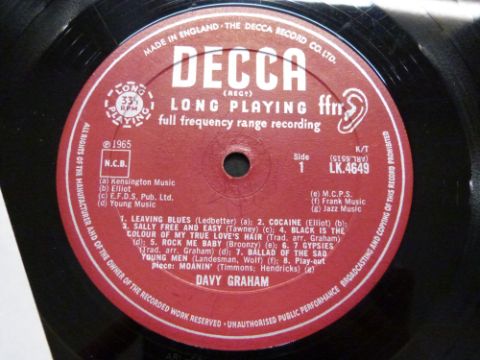 MADE IN ENGLAND · THE DECCA RECORD CO. LTD.
DECCA
(REGD)
LONG PLAYING
33⅓
RPM
LONG PLAYING ffrr
full frequency range recording
K/T
(ARL.6515)
℗ 1965
N.C.B.
Side
1
LK.4649
(a) Kensington Music
(b) Elliot
(c) E.F.D.S. Pub. Ltd.
(d) Young Music
(e) M.C.P.S.
(f) Frank Music
(g) Jazz Music
1. LEAVING BLUES (Ledbetter) (a) 2. COCAINE (Elliot) (b)
3. SALLY FREE AND EASY (Tawney) (c) 4. BLACK IS THE
COLOUR OF MY TRUE LOVE'S HAIR (Trad. arr. Graham)
(d) 5. ROCK ME BABY (Broonzy) (e) 6. 7 GYPSIES
(Trad. arr. Graham) (d) 7. BALLAD OF THE SAD
YOUNG MEN (Landesman, Wolf) (f) 8. Play-out
piece: MOANIN' (Timmons, Hendricks) (g)
DAVY GRAHAM
ALL RIGHTS OF THE MANUFACTURER AND OF THE OWNER OF THE RECORDED WORK RESERVED · UNAUTHORISED PUBLIC PERFORMANCE BROADCASTING AND COPYING OF THIS RECORD PROHIBITED